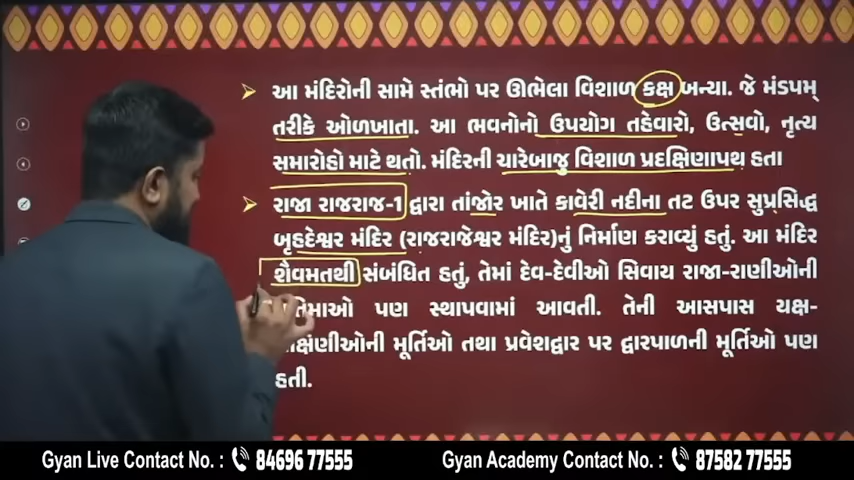 આ મંદિરોની સામે સ્તંભો પર ઊભેલા વિશાળ કક્ષ બન્યા. જે મંડપમ્
તરીકે ઓળખાતા. આ ભવનોનો ઉપયોગ તહેવારો, ઉત્સવો, નૃત્ય
સમારોહો માટે થતો. મંદિરની ચારેબાજુ વિશાળ પ્રદક્ષિણાપથ હતા
રાજા રાજરાજ-1 દ્વારા તાંજોર ખાતે કાવેરી નદીના તટ ઉપર સુપ્રસિદ્ધ
બૃહદેશ્વર મંદિર (રાજરાજેશ્વર મંદિર)નું નિર્માણ કરાવ્યું હતું. આ મંદિર
શૈવમતથી સંબંધિત હતું, તેમાં દેવ-દેવીઓ સિવાય રાજા-રાણીઓની
પણ સ્થાપવામાં આવતી. તેની આસપાસ યક્ષ-
મૂર્તિઓ તથા પ્રવેશદ્વાર પર દ્વારપાળની મૂર્તિઓ પણ
હતી.
Gyan Live Contact No. : 84696 77555
Gyan Academy Contact No. : 87582 77555